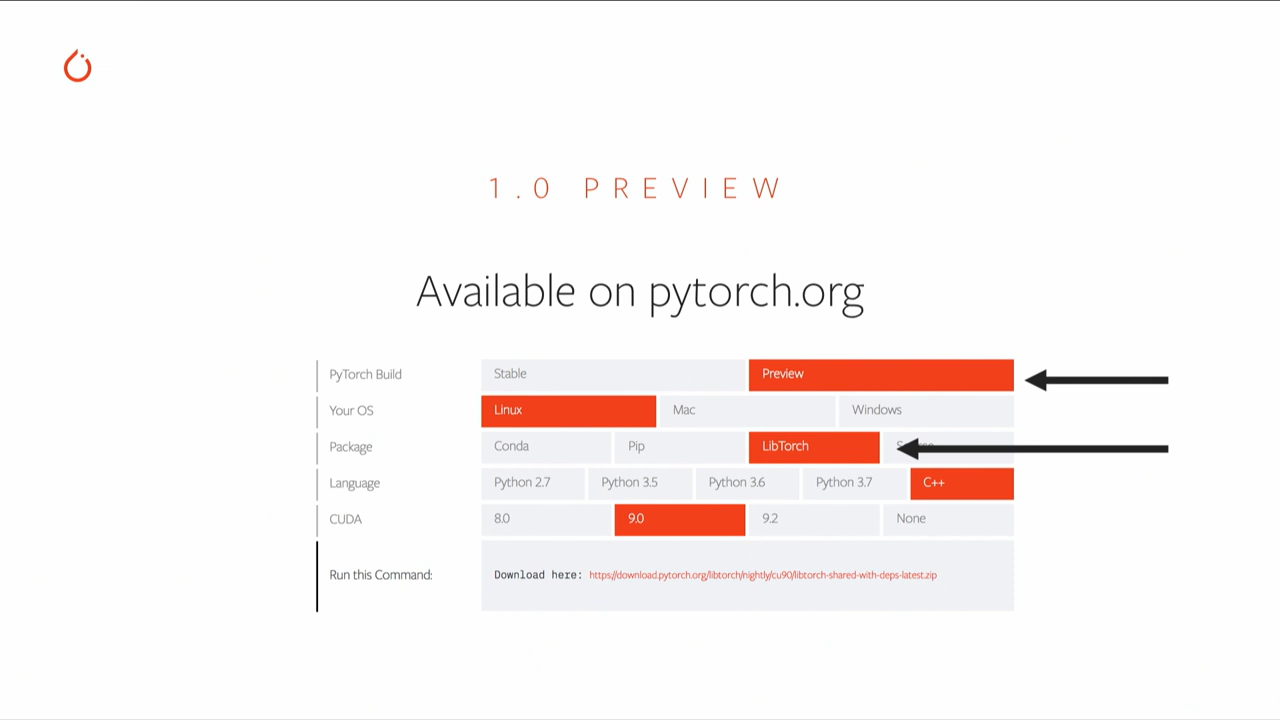 1.0 PREVIEW
Available on pytorch.org
PyTorch Build Stable Preview
Your OS Linux Mac Windows
Package Conda Pip LibTorch
Language Python 2.7 Python 3.5 Python 3.6 Python 3.7 C++
CUDA 8.0 9.0 9.2 None
Run this Command: Download here: https://download.pytorch.org/libtorch/nightly/cu90/libtorch-shared-with-deps-latest.zip